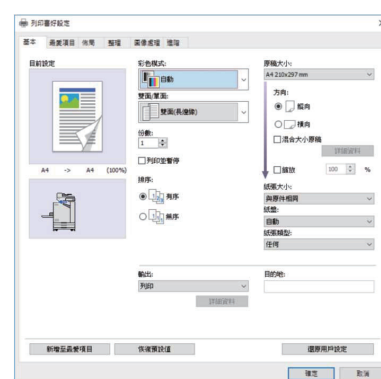 列印喜好設定
基本 最愛項目 佈局 整理 圖像處理 進階
目前設定
A4 -> A4 (100%)
彩色模式:
自動
雙面/單面:
雙面(長邊線)
份數:
1
列印並暫停
排序:
有序
順序
輸出:
列印
詳細資料
原稿大小:
A4 210x297 mm
方向:
縱向
橫向
混合大小原稿
詳細資料
縮放 100 %
紙張大小:
與原件相同
紙盤:
自動
紙張類型:
任何
目的地:
新增至最愛項目 恢復預設值 還原用戶設定
確定 取消